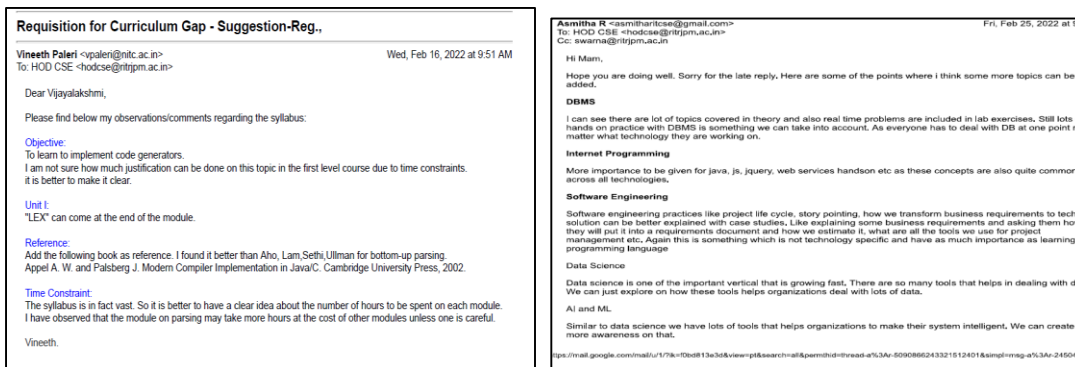 Requisition for Curriculum Gap - Suggestion-Reg.,
Vineeth Paleri <vpaleri@nitc.ac.in>
Wed, Feb 16, 2022 at 9:51 AM
To: HOD CSE <hodcse@ritrjpm.ac.in>
Dear Vijayalakshmi,
Please find below my observations/comments regarding the syllabus:
Objective:
To learn to implement code generators.
I am not sure how much justification can be done on this topic in the first level course due to time constraints.
it is better to make it clear.
Unit I:
"LEX" can come at the end of the module.
Reference:
Add the following book as reference. I found it better than Aho, Lam,Sethi,Ullman for bottom-up parsing.
Appel A. W. and Palsberg J. Modern Compiler Implementation in Java/C. Cambridge University Press, 2002.
Time Constraint:
The syllabus is in fact vast. So it is better to have a clear idea about the number of hours to be spent on each module.
I have observed that the module on parsing may take more hours at the cost of other modules unless one is careful.
Vineeth.
Asmitha R <asmitharitcse@gmail.com>
Fri, Feb 25, 2022 at 9
To: HOD CSE <hodcse@ritrjpm.ac.in>
Cc: swarna@ritrjpm.ac.in
Hi Mam,
Hope you are doing well. Sorry for the late reply. Here are some of the points where i think some more topics can be
added.
DBMS
I can see there are lot of topics covered in theory and also real time problems are included in lab exercises. Still lots
hands on practice with DBMS is something we can take into account. As everyone has to deal with DB at one point
matter what technology they are working on.
Internet Programming
More importance to be given for java, js, jquery, web services handson etc as these concepts are also quite common
across all technologies.
Software Engineering
Software engineering practices like project life cycle, story pointing, how we transform business requirements to tech
solution can be better explained with case studies. Like explaining some business requirements and asking them ho
they will put it into a requirements document and how we estimate it, what are all the tools we use for project
management etc. Again this is something which is not technology specific and have as much importance as learning
programming language
Data Science
Data science is one of the important vertical that is growing fast. There are so many tools that helps in dealing with d
We can just explore on how these tools helps organizations deal with lots of data.
AI and ML
Similar to data science we have lots of tools that helps organizations to make their system intelligent. We can create
more awareness on that.
ttps://mail.google.com/mail/u/1/?ik=f0bd813e3d&view=pt&search=all&permthid=thread-a%3Ar-5090866243321512401&simpl=msg-a%3Ar-24504